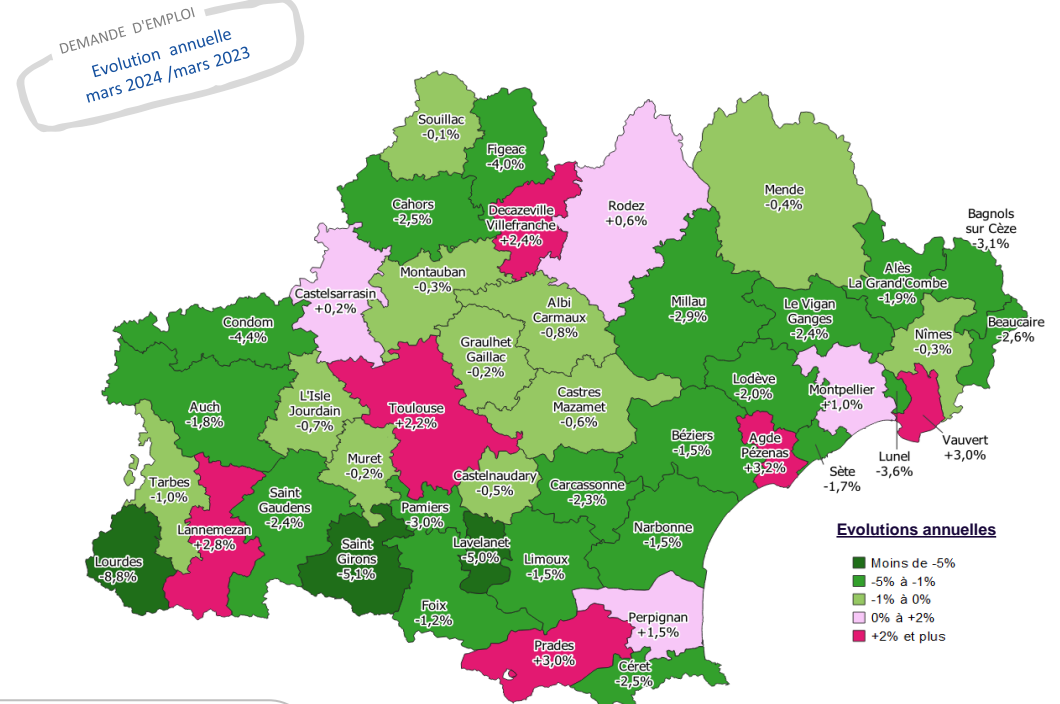 DEMANDE D'EMPLOI
Evolution annuelle
mars 2024 /mars 2023
Souillac
-0,1%
Figeac
-4,0%
Cahors
-2,5%
Decazeville
Villefranche
+2,4%
Rodez
+0,6%
Mende
-0,4%
Bagnols
sur Cèze
-3,1%
Alès
La Grand'Combe
-1,9%
Montauban
-0,3%
Castelsarrasin
+0,2%
Albi
Carmaux
-0,8%
Millau
-2,9%
Le Vigan
Ganges
-2,4%
Nîmes
-0,3%
Beaucaire
-2,6%
Condom
-4,4%
Graulhet
Gaillac
-0,2%
Lodève
-2,0%
Montpellier
+1,0%
L'Isle
Jourdain
-0,7%
Auch
-1,8%
Toulouse
+2,2%
Castres
Mazamet
-0,6%
Béziers
-1,5%
Agde
Pézenas
+3,2%
Vauvert
+3,0%
Lunel
-3,6%
Sète
-1,7%
Muret
-0,2%
Castelnaudary
-0,5%
Carcassonne
-2,3%
Tarbes
-1,0%
Saint
Gaudens
-2,4%
Pamiers
-3,0%
Lannemezan
+2,8%
Narbonne
-1,5%
Lourdes
-8,8%
Saint
Girons
-5,1%
Lavelanet
-5,0%
Limoux
-1,5%
Foix
-1,2%
Perpignan
+1,5%
Prades
+3,0%
Céret
-2,5%
Evolutions annuelles
Moins de -5%
-5% à -1%
-1% à 0%
0% à +2%
+2% et plus